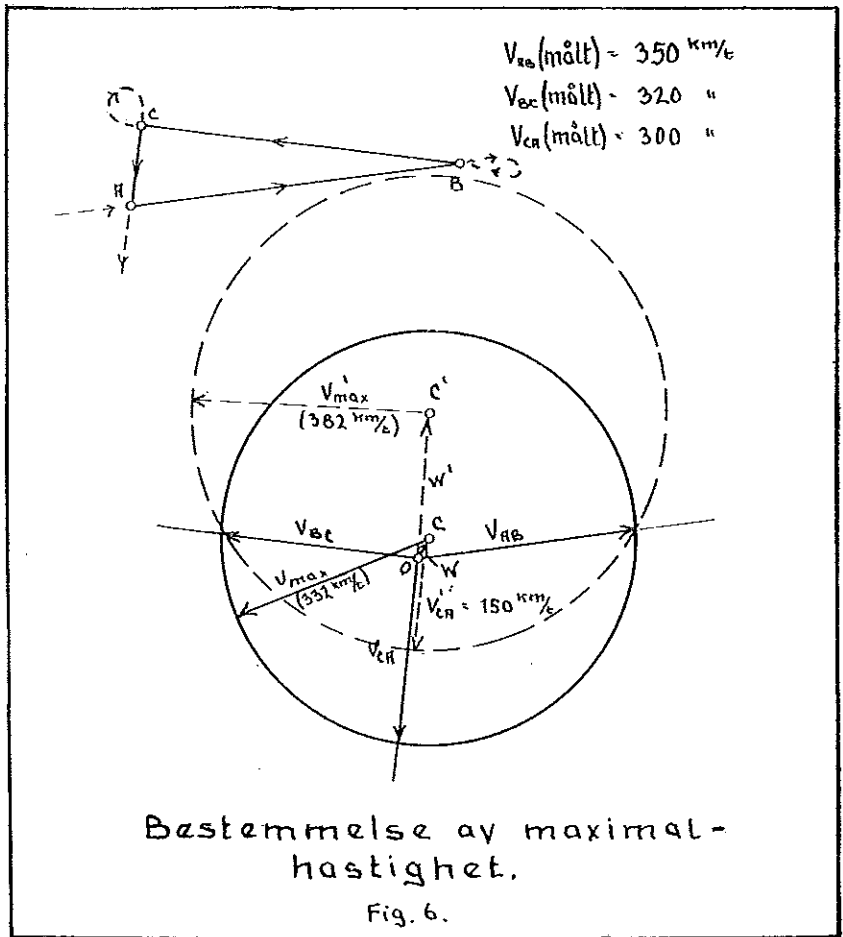 V_AB (målt) - 350 km/t
V_BC (målt) - 320 "
V_CA (målt) - 300 "
C
A
B
Y
C'
V'max
(382 km/t)
W'
C
V_BC
V_AB
O
W
Vmax
(332 km/t)
V'_CA = 150 km/t
V_CA
Bestemmelse av maximal-
hastighet.
Fig. 6.